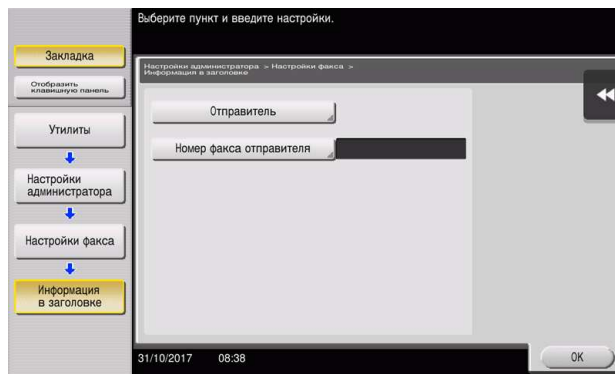 Выберите пункт и введите настройки.
Закладка
Отобразить
клавишную панель
Утилиты
Настройки
администратора
Настройки факса
Информация
в заголовке
Настройки администратора > Настройки факса >
Информация в заголовке
Отправитель
Номер факса отправителя
31/10/2017 08:38
OK